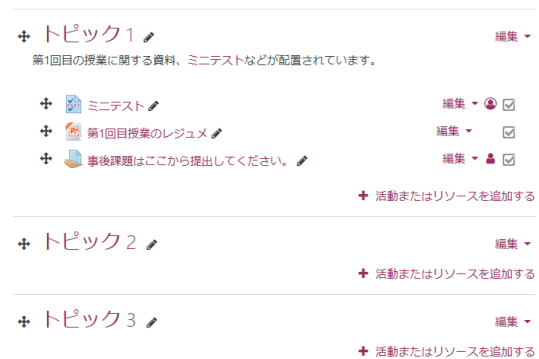 トピック 1 編集
第1回目の授業に関する資料、ミニテストなどが配置されています。
ミニテスト 編集
第1回目授業のレジュメ 編集
事後課題はここから提出してください。 編集
+ 活動またはリソースを追加する
トピック 2 編集
+ 活動またはリソースを追加する
トピック 3 編集
+ 活動またはリソースを追加する